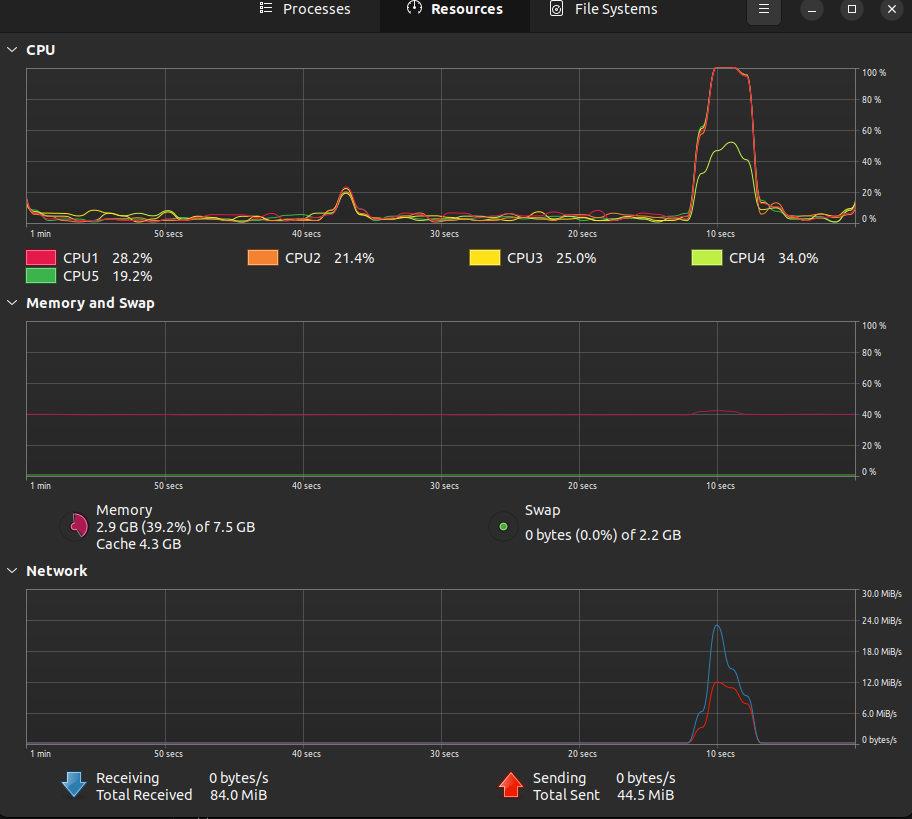 Processes Resources File Systems
CPU
100 %
80 %
60 %
40 %
20 %
0 %
1 min 50 secs 40 secs 30 secs 20 secs 10 secs
CPU1 28.2% CPU2 21.4% CPU3 25.0% CPU4 34.0%
CPU5 19.2%
Memory and Swap
100 %
80 %
60 %
40 %
20 %
0 %
1 min 50 secs 40 secs 30 secs 20 secs 10 secs
Memory
2.9 GB (39.2%) of 7.5 GB
Cache 4.3 GB
Swap
0 bytes (0.0%) of 2.2 GB
Network
30.0 MiB/s
24.0 MiB/s
18.0 MiB/s
12.0 MiB/s
6.0 MiB/s
0 bytes/s
1 min 50 secs 40 secs 30 secs 20 secs 10 secs
Receiving 0 bytes/s
Total Received 84.0 MiB
Sending 0 bytes/s
Total Sent 44.5 MiB